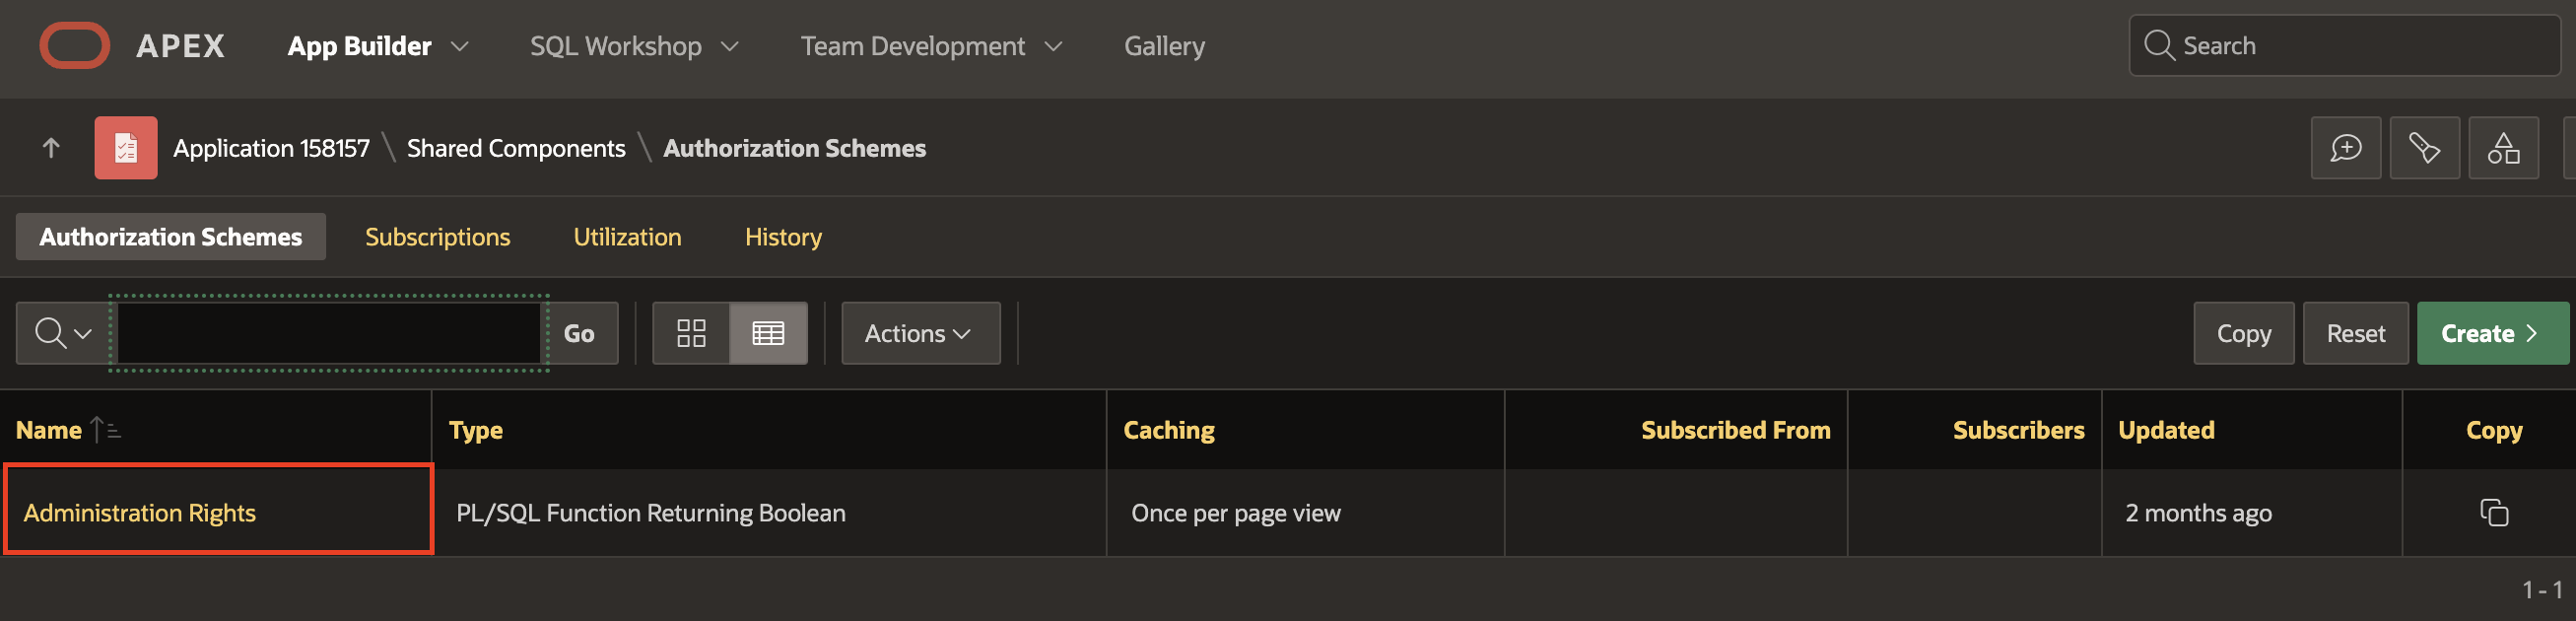 APEX App Builder SQL Workshop Team Development Gallery Search
Application 158157 \ Shared Components \ Authorization Schemes
Authorization Schemes Subscriptions Utilization History
Go Actions Copy Reset Create
Name Type Caching Subscribed From Subscribers Updated Copy
Administration Rights PL/SQL Function Returning Boolean Once per page view 2 months ago
1 - 1